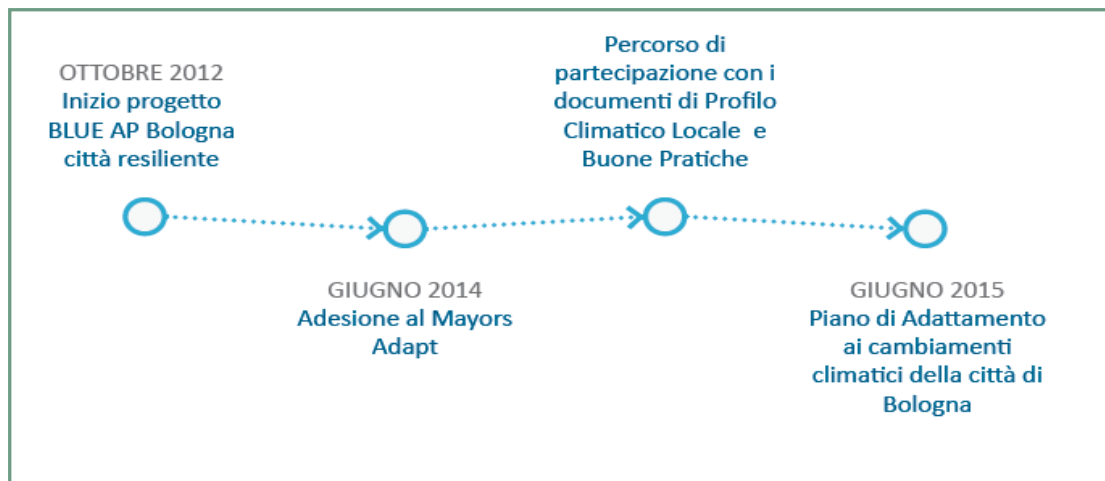 OTTOBRE 2012
Inizio progetto
BLUE AP Bologna
città resiliente
GIUGNO 2014
Adesione al Mayors
Adapt
Percorso di
partecipazione con i
documenti di Profilo
Climatico Locale e
Buone Pratiche
GIUGNO 2015
Piano di Adattamento
ai cambiamenti
climatici della città di
Bologna